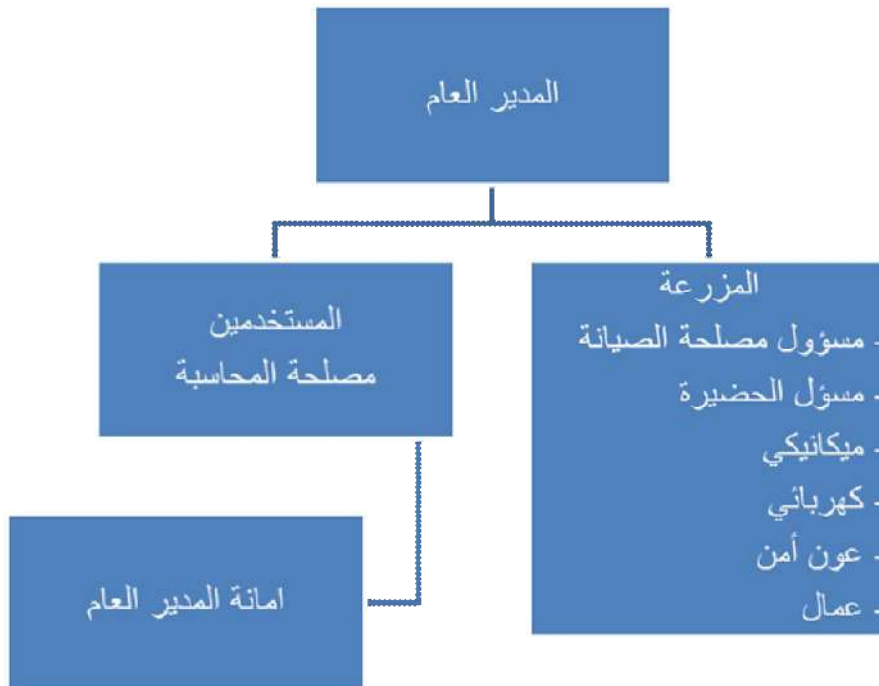 المدير العام
المزرعة
- مسؤول مصلحة الصيانة
- مسؤل الحضيرة
- ميكانيكي
- كهربائي
- عون أمن
- عمال
المستخدمين
مصلحة المحاسبة
امانة المدير العام